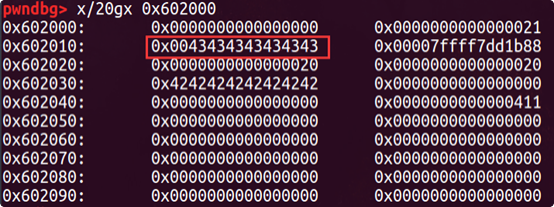 pwndbg> x/20gx 0x602000
0x602000: 0x0000000000000000 0x0000000000000021
0x602010: 0x0043434343434343 0x00007ffff7dd1b88
0x602020: 0x0000000000000020 0x0000000000000020
0x602030: 0x4242424242424242 0x0000000000000000
0x602040: 0x0000000000000000 0x0000000000000411
0x602050: 0x0000000000000000 0x0000000000000000
0x602060: 0x0000000000000000 0x0000000000000000
0x602070: 0x0000000000000000 0x0000000000000000
0x602080: 0x0000000000000000 0x0000000000000000
0x602090: 0x0000000000000000 0x0000000000000000